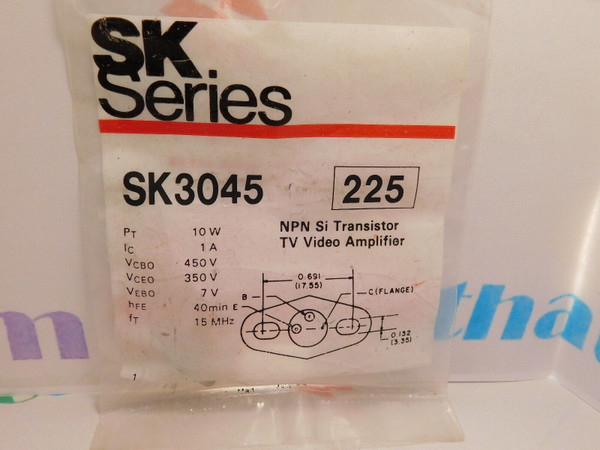 SK
Series
SK3045 225
NPN Si Transistor
TV Video Amplifier
PT 10 W
IC 1 A
VCBO 450 V
VCEO 350 V
VEBO 7 V
hFE 40min
fT 15 MHz
0.691
(17.55)
B
C (FLANGE)
E
0.132
(3.35)
m
tha